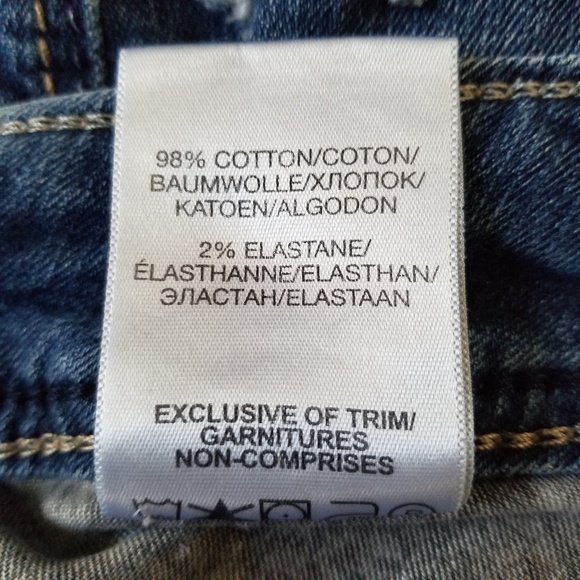 98% COTTON/COTON/
BAUMWOLLE/ХЛОПОК/
KATOEN/ALGODON
2% ELASTANE/
ÉLASTHANNE/ELASTHAN/
ЭЛАСТАН/ELASTAAN
EXCLUSIVE OF TRIM/
GARNITURES
NON-COMPRISES